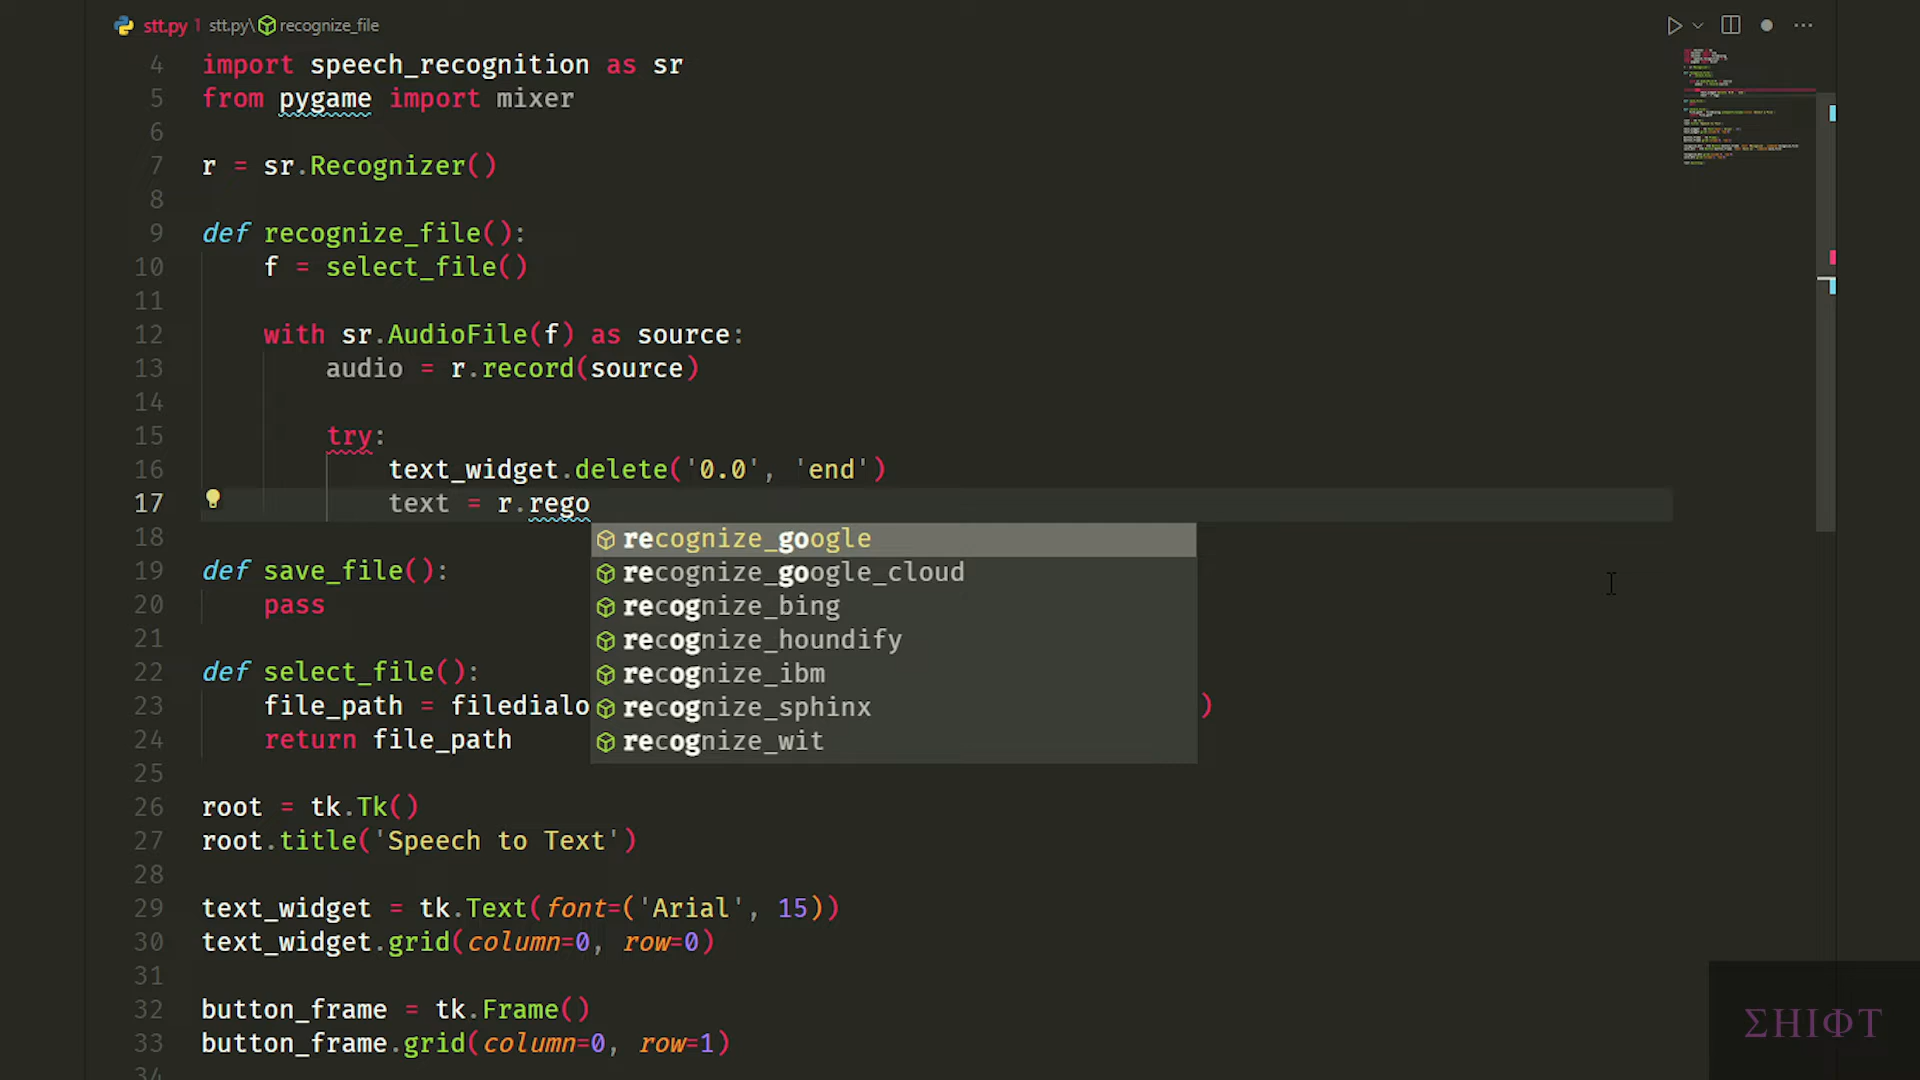 stt.py 1 stt.py\ recognize_file
4 import speech_recognition as sr
5 from pygame import mixer
6
7 r = sr.Recognizer()
8
9 def recognize_file():
10 f = select_file()
11
12 with sr.AudioFile(f) as source:
13 audio = r.record(source)
14
15 try:
16 text_widget.delete('0.0', 'end')
17 text = r.rego
recognize_google
18
recognize_google_cloud
19 def save_file():
recognize_bing
20 pass
recognize_houndify
21
recognize_ibm
22 def select_file():
recognize_sphinx
23 file_path = filedialo )
recognize_wit
24 return file_path
25
26 root = tk.Tk()
27 root.title('Speech to Text')
28
29 text_widget = tk.Text(font=('Arial', 15))
30 text_widget.grid(column=0, row=0)
31
32 button_frame = tk.Frame()
33 button_frame.grid(column=0, row=1)
34
ΣHIΦT